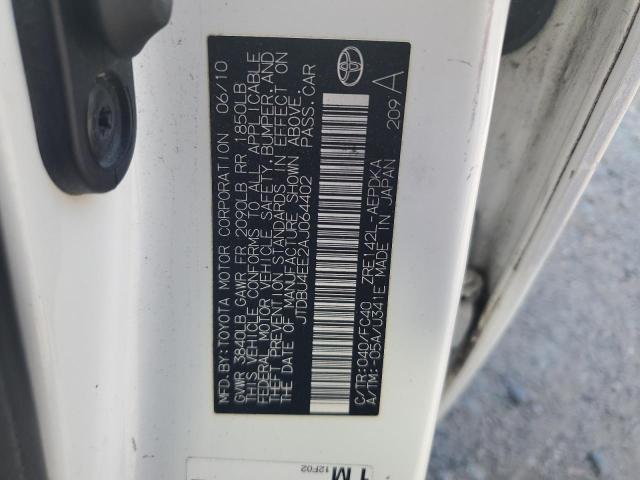 MFD.BY:TOYOTA MOTOR CORPORATION 06/10
GVWR 3840LB GAWR FR 2090LB RR 1850LB
THIS VEHICLE CONFORMS TO ALL APPLICABLE
FEDERAL MOTOR VEHICLE SAFETY,BUMPER,AND
THEFT PREVENTION STANDARDS IN EFFECT ON
THE DATE OF MANUFACTURE SHOWN ABOVE.
JTDBU4EE2AJ064402 PASS.CAR
C/TR:040/FC40 ZRE142L-AEPDKA
A/TM:-05A/U341E MADE IN JAPAN 209 A
12F02
1M